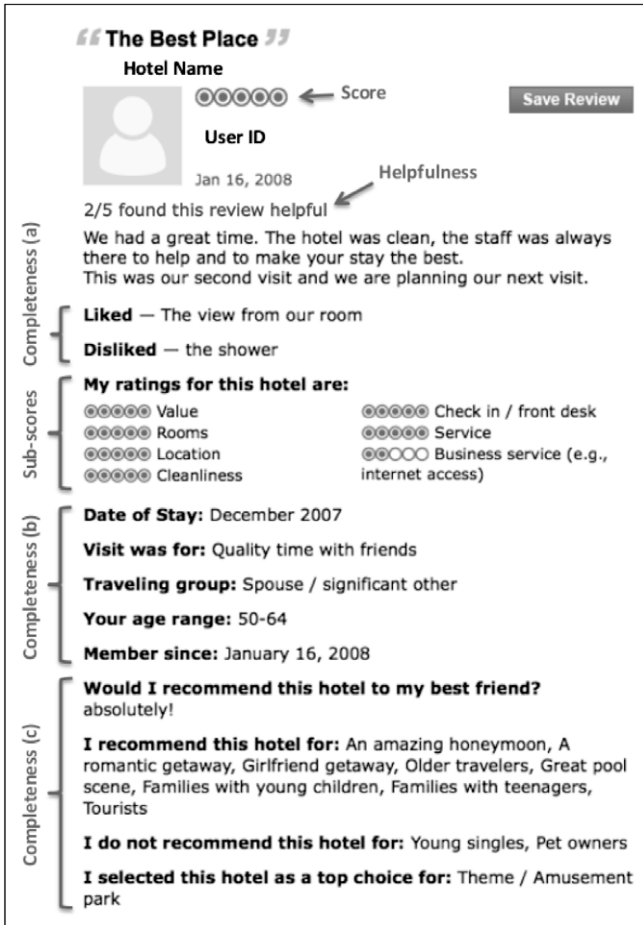 “ The Best Place ”
Hotel Name
Score
Save Review
User ID
Jan 16, 2008
Helpfulness
2/5 found this review helpful
We had a great time. The hotel was clean, the staff was always
there to help and to make your stay the best.
This was our second visit and we are planning our next visit.
Completeness (a)
Liked — The view from our room
Disliked — the shower
Sub-scores
My ratings for this hotel are:
Value
Rooms
Location
Cleanliness
Check in / front desk
Service
Business service (e.g.,
internet access)
Completeness (b)
Date of Stay: December 2007
Visit was for: Quality time with friends
Traveling group: Spouse / significant other
Your age range: 50-64
Member since: January 16, 2008
Completeness (c)
Would I recommend this hotel to my best friend?
absolutely!
I recommend this hotel for: An amazing honeymoon, A
romantic getaway, Girlfriend getaway, Older travelers, Great pool
scene, Families with young children, Families with teenagers,
Tourists
I do not recommend this hotel for: Young singles, Pet owners
I selected this hotel as a top choice for: Theme / Amusement
park